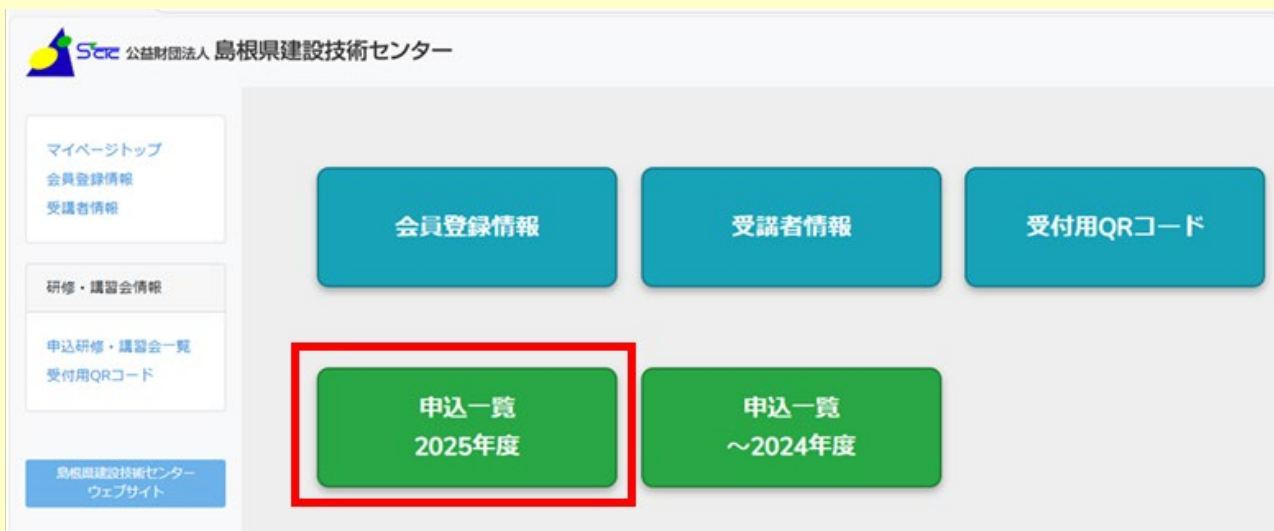 SCTC 公益財団法人 島根県建設技術センター
マイページトップ
会員登録情報
受講者情報
研修・講習会情報
申込研修・講習会一覧
受付用QRコード
島根県建設技術センター
ウェブサイト
会員登録情報
受講者情報
受付用QRコード
申込一覧
2025年度
申込一覧
～2024年度